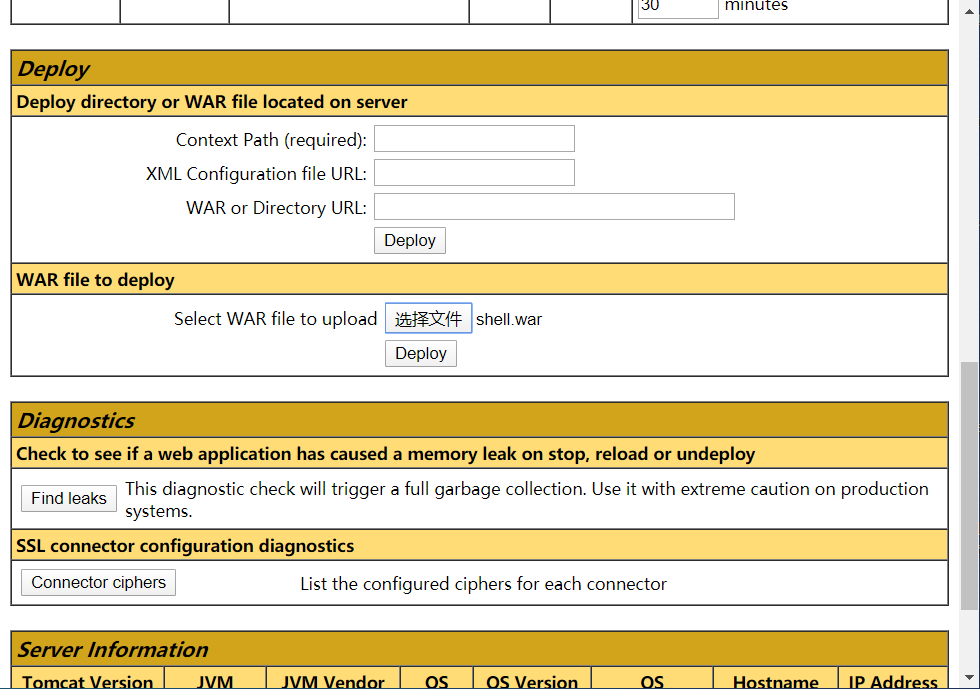 30 minutes
Deploy
Deploy directory or WAR file located on server
Context Path (required):
XML Configuration file URL:
WAR or Directory URL:
Deploy
WAR file to deploy
Select WAR file to upload 选择文件 shell.war
Deploy
Diagnostics
Check to see if a web application has caused a memory leak on stop, reload or undeploy
Find leaks This diagnostic check will trigger a full garbage collection. Use it with extreme caution on production
systems.
SSL connector configuration diagnostics
Connector ciphers List the configured ciphers for each connector
Server Information
Tomcat Version JVM JVM Vendor OS OS Version OS Hostname IP Address